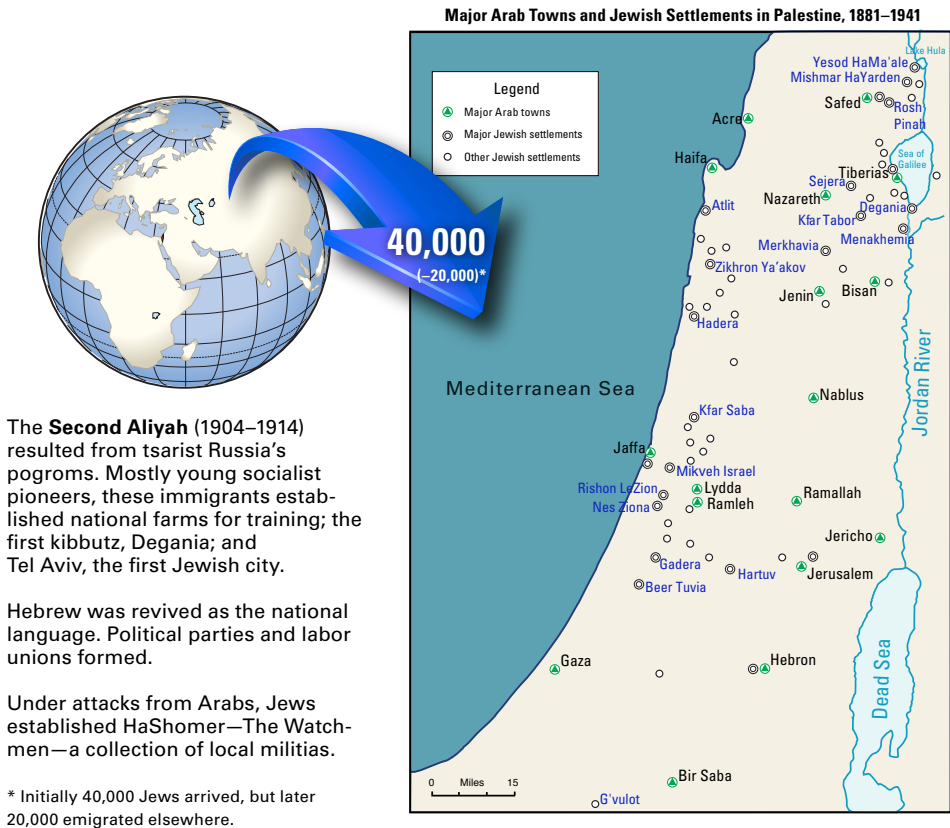 Major Arab Towns and Jewish Settlements in Palestine, 1881–1941
Legend
Major Arab towns
Major Jewish settlements
Other Jewish settlements
Lake Hula
Yesod HaMa'ale
Mishmar HaYarden
Safed
Rosh
Pinah
Acre
Haifa
Sea of
Galilee
Tiberias
Sejera
Nazareth
Degania
Atlit
Kfar Tabor
Menakhemia
Merkhavia
Zikhron Ya'akov
Bisan
Jenin
Hadera
40,000
(–20,000)*
Mediterranean Sea
Nablus
Jordan River
Kfar Saba
Jaffa
Mikveh Israel
Rishon LeZion
Lydda
Nes Ziona
Ramleh
Ramallah
Jericho
Gadera
Hartuv
Jerusalem
Beer Tuvia
Gaza
Hebron
Dead Sea
Bir Saba
G'vulot
0 Miles 15
The Second Aliyah (1904–1914)
resulted from tsarist Russia's
pogroms. Mostly young socialist
pioneers, these immigrants estab-
lished national farms for training; the
first kibbutz, Degania; and
Tel Aviv, the first Jewish city.
Hebrew was revived as the national
language. Political parties and labor
unions formed.
Under attacks from Arabs, Jews
established HaShomer—The Watch-
men—a collection of local militias.
* Initially 40,000 Jews arrived, but later
20,000 emigrated elsewhere.